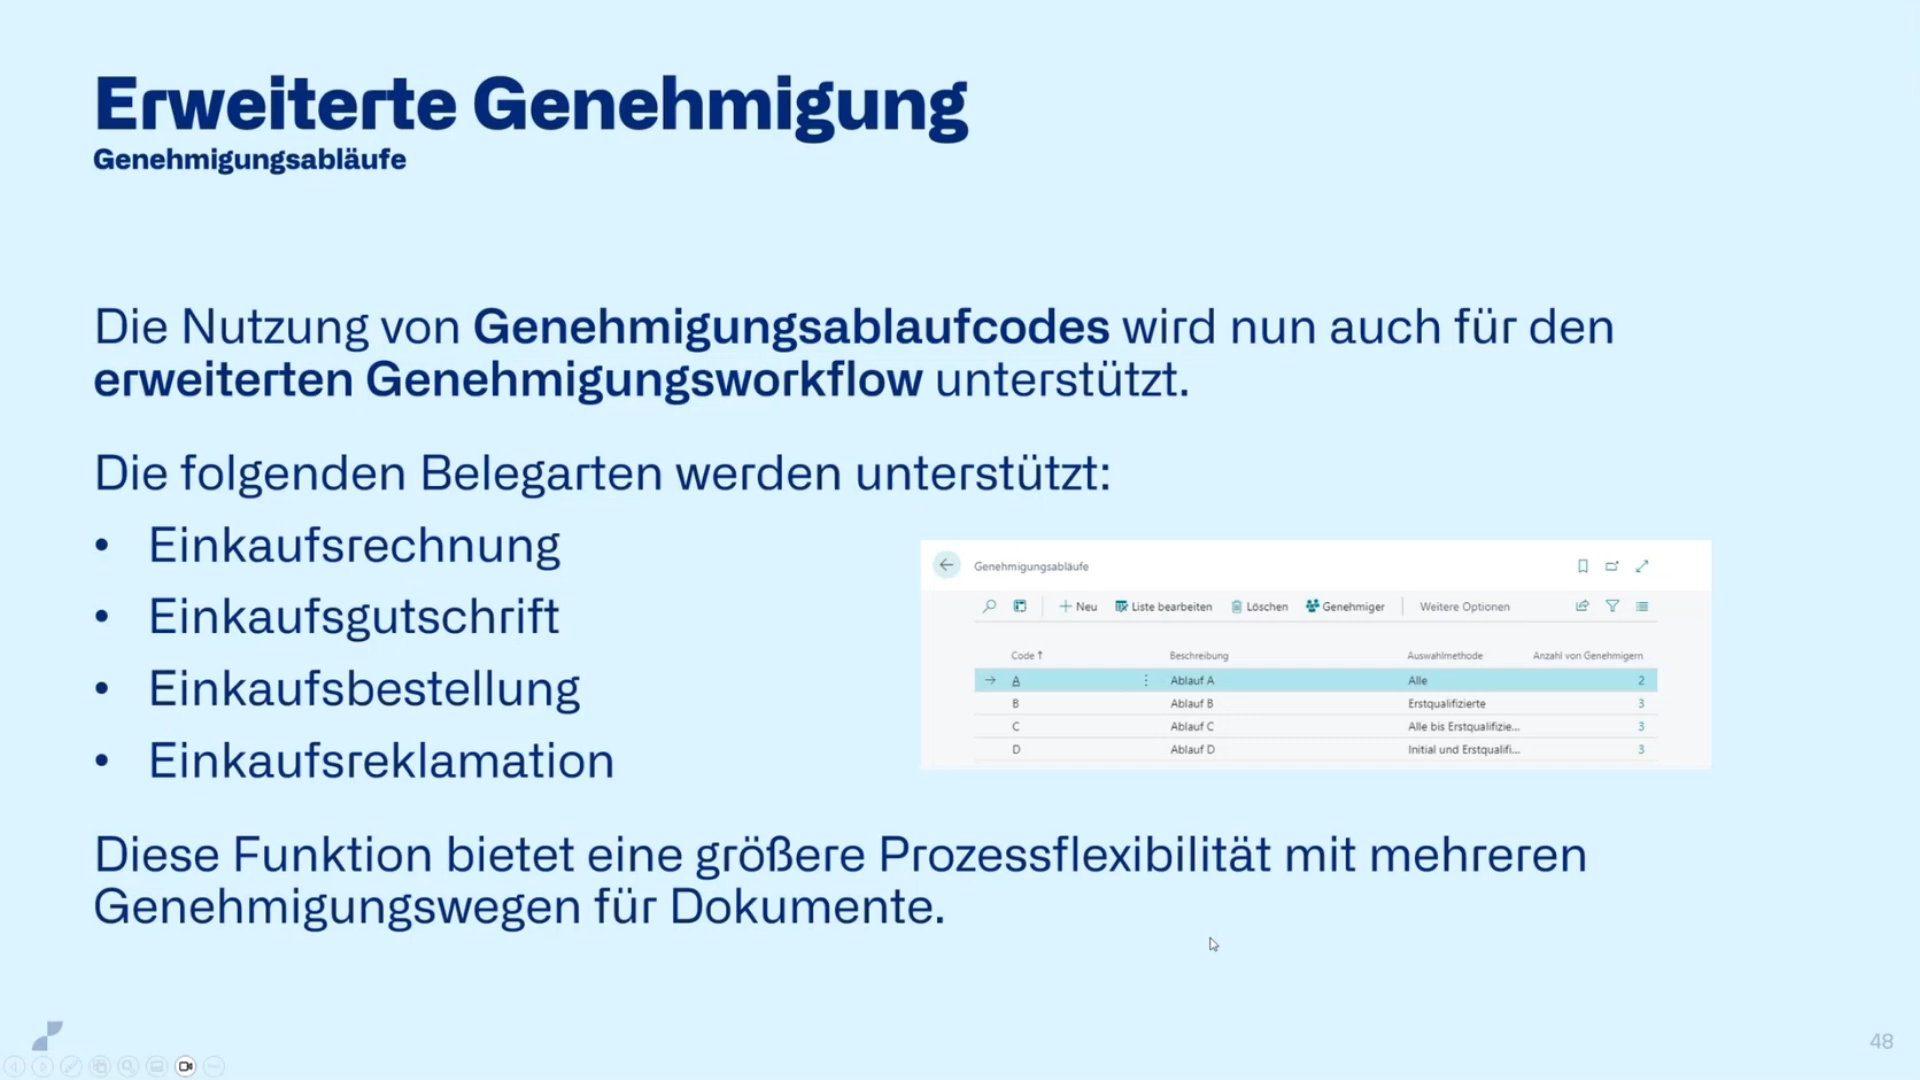 Erweiterte Genehmigung
Genehmigungsabläufe
Die Nutzung von Genehmigungsablaufcodes wird nun auch für den
erweiterten Genehmigungsworkflow unterstützt.
Die folgenden Belegarten werden unterstützt:
• Einkaufsrechnung
• Einkaufsgutschrift
• Einkaufsbestellung
• Einkaufsreklamation
Genehmigungsabläufe
Neu Liste bearbeiten Löschen Genehmiger Weitere Optionen
Code ↑ Beschreibung Auswahlmethode Anzahl von Genehmigern
→ A Ablauf A Alle 2
B Ablauf B Erstqualifizierte 3
C Ablauf C Alle bis Erstqualifizie... 3
D Ablauf D Initial und Erstqualifi... 3
Diese Funktion bietet eine größere Prozessflexibilität mit mehreren
Genehmigungswegen für Dokumente.
48